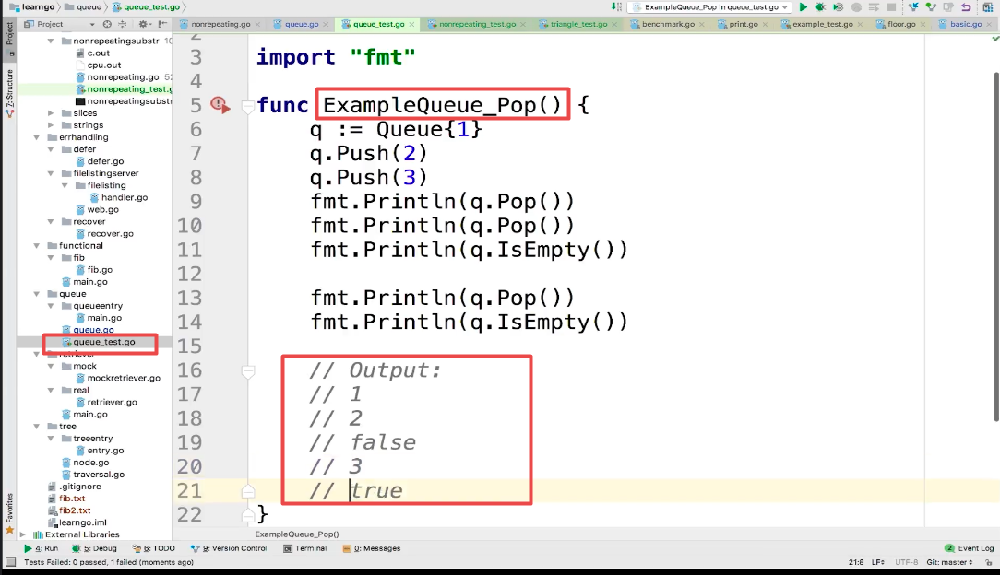 learngo
queue
queue_test.go
ExampleQueue_Pop in queue_test.go
Project
nonrepeating.go
queue.go
queue_test.go
nonrepeating_test.go
triangle_test.go
benchmark.go
print.go
example_test.go
floor.go
basic.go
Project
Z: Structure
Favorites
nonrepeatingsubstr
c.out
cpu.out
nonrepeating.go
nonrepeating_test.g
nonrepeatingsubstr
slices
strings
errhandling
defer
defer.go
filelistingserver
filelisting
handler.go
web.go
recover
recover.go
functional
fib
fib.go
main.go
queue
queueentry
main.go
queue.go
queue_test.go
retriever
mock
mockretriever.go
real
retriever.go
main.go
tree
treeentry
entry.go
node.go
traversal.go
.gitignore
fib.txt
fib2.txt
learngo.iml
External Libraries
2
3 import "fmt"
4
5 func ExampleQueue_Pop() {
6 q := Queue{1}
7 q.Push(2)
8 q.Push(3)
9 fmt.Println(q.Pop())
10 fmt.Println(q.Pop())
11 fmt.Println(q.IsEmpty())
12
13 fmt.Println(q.Pop())
14 fmt.Println(q.IsEmpty())
15
16 // Output:
17 // 1
18 // 2
19 // false
20 // 3
21 // true
22 }
ExampleQueue_Pop()
4: Run
5: Debug
6: TODO
9: Version Control
Terminal
0: Messages
2 Event Log
Tests Failed: 0 passed, 1 failed (moments ago)
21:8 LF UTF-8 Git: master